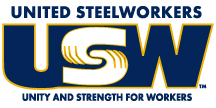 UNITED STEELWORKERS
USW
TM
UNITY AND STRENGTH FOR WORKERS